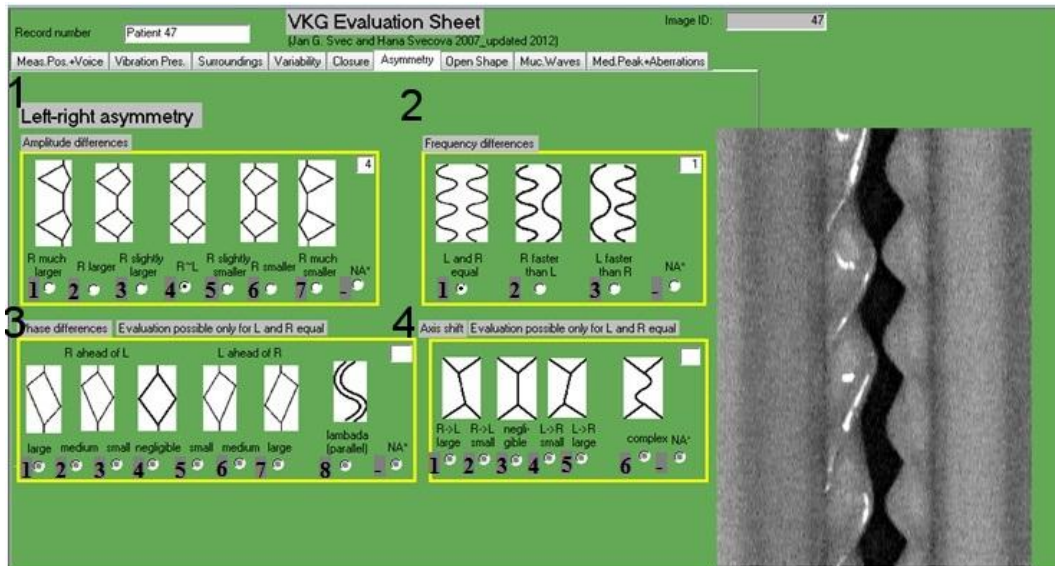 VKG Evaluation Sheet
Image ID: 47
Record number Patient 47
(Jan G. Svec and Hana Svecova 2007_updated 2012)
Meas.Pos.+Voice Vibration Pres. Surroundings Variability Closure Asymmetry Open Shape Muc.Waves Med.Peak+Aberrations
1
Left-right asymmetry
Amplitude differences
4
R much larger
R larger
R slightly larger
R~L
R slightly smaller
R smaller
R much smaller
NA*
1 2 3 4 5 6 7 -
2
Frequency differences
1
L and R equal
R faster than L
L faster than R
NA*
1 2 3 -
3
Phase differences Evaluation possible only for L and R equal
R ahead of L L ahead of R
large medium small negligible small medium large
lambada (parallel)
NA*
1 2 3 4 5 6 7 8 -
4
Axis shift Evaluation possible only for L and R equal
R->L large
R->L small
negli-gible
L->R small
L->R large
complex NA*
1 2 3 4 5 6 -